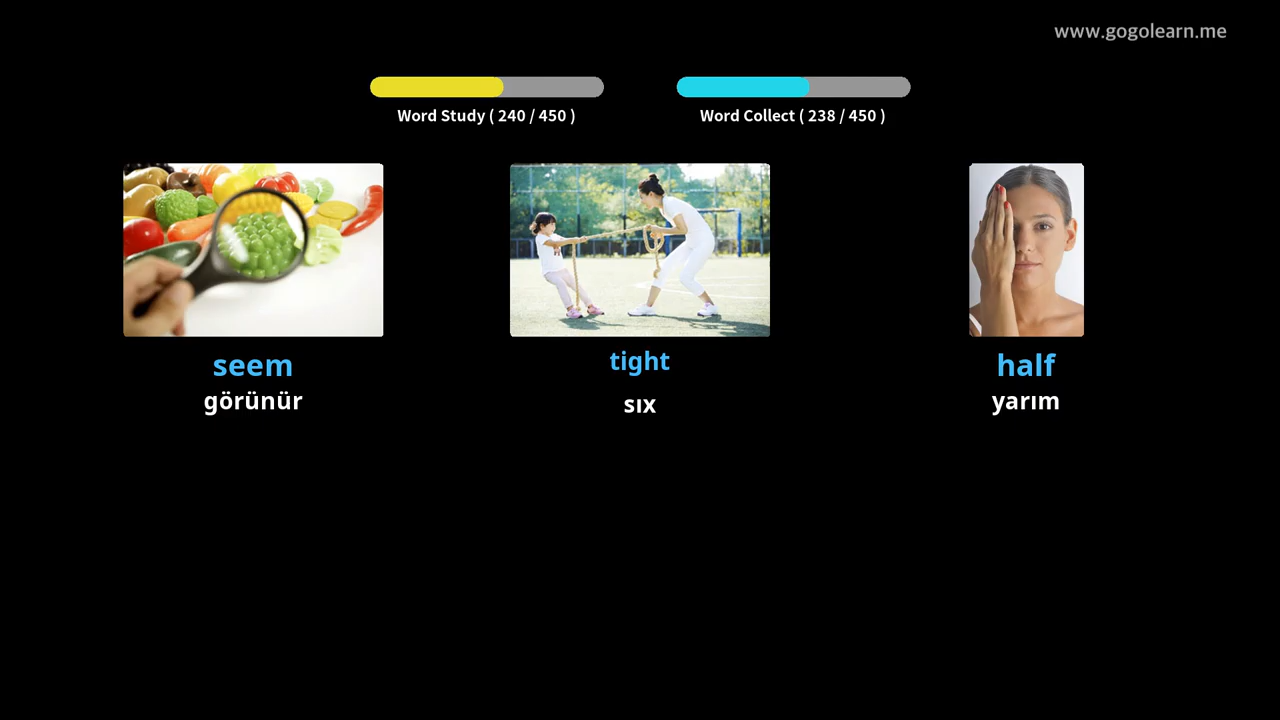 www.gogolearn.me
Word Study ( 240 / 450 )
Word Collect ( 238 / 450 )
seem
görünür
tight
sıx
half
yarım